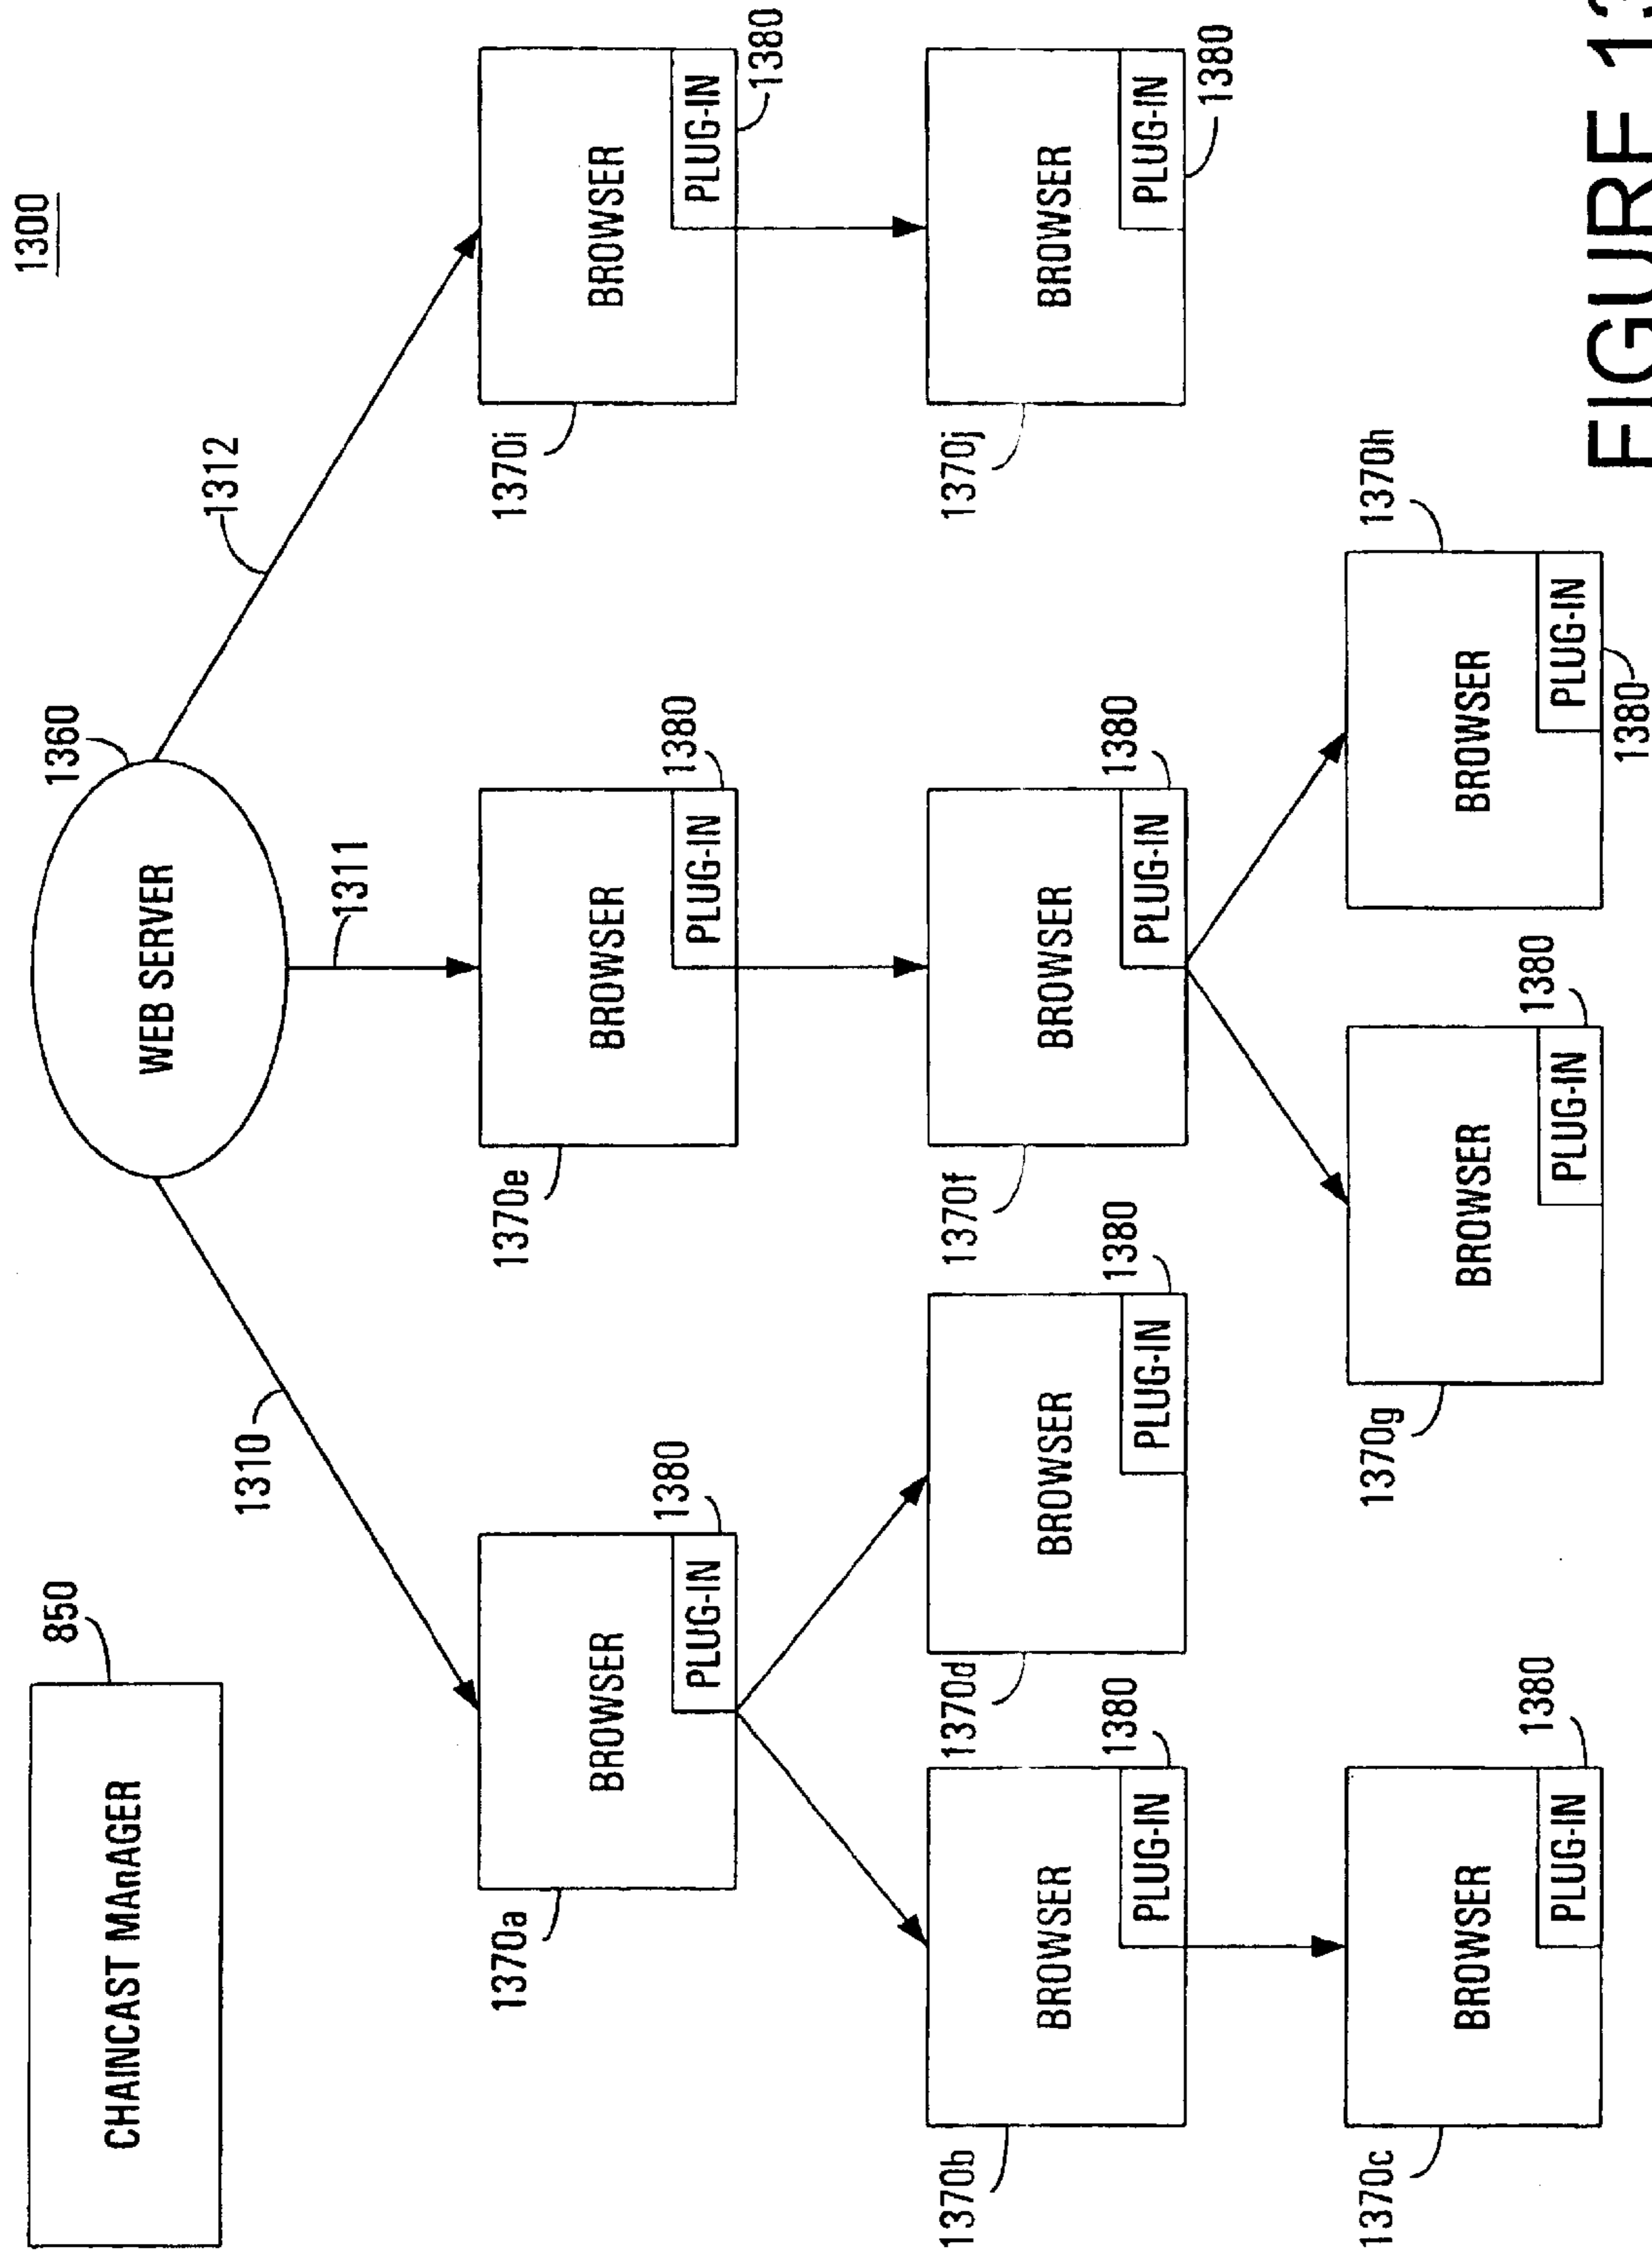 1300
850
1360
CHAINCAST MAnAGER
WEB SERVER
1310
1311
1312
1370a
BROWSER
PLUG-IN
1380
1370e
BROWSER
PLUG-IN
1380
1370i
BROWSER
PLUG-IN
1380
1370b
BROWSER
PLUG-IN
1380
1370d
BROWSER
PLUG-IN
1380
1370f
BROWSER
PLUG-IN
1380
1370j
BROWSER
PLUG-IN
1380
1370c
BROWSER
PLUG-IN
1380
1370g
BROWSER
PLUG-IN
1380
1370h
BROWSER
PLUG-IN
1380
FIGURE 13